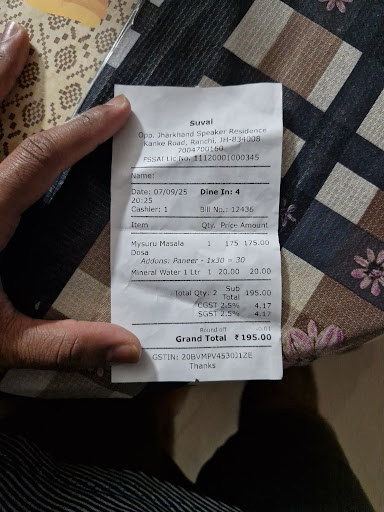 Suvai
Opp. Jharkhand Speaker Residence
Kanke Road, Ranchi, JH-834008
7004700160
FSSAI Lic No. 11120001000345
Name:
Date: 07/09/25 Dine In: 4
20:25
Cashier: 1 Bill No.: 12436
Item Qty. Price Amount
Mysuru Masala 1 175 175.00
Dosa
Addons: Paneer - 1x30 = 30
Mineral Water 1 Ltr 1 20.00 20.00
Total Qty: 2 Sub Total 195.00
CGST 2.5% 4.17
SGST 2.5% 4.17
Round off -0.01
Grand Total ₹195.00
GSTIN: 20BVMPV4530J1ZE
Thanks